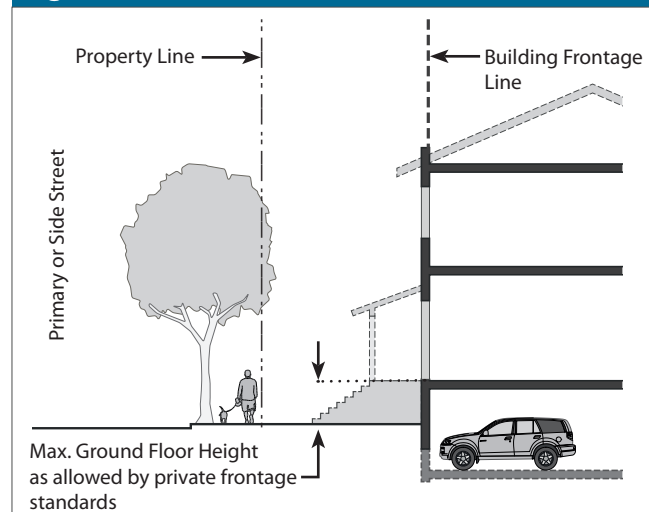 Property Line
Building Frontage
Line
Primary or Side Street
Max. Ground Floor Height
as allowed by private frontage
standards